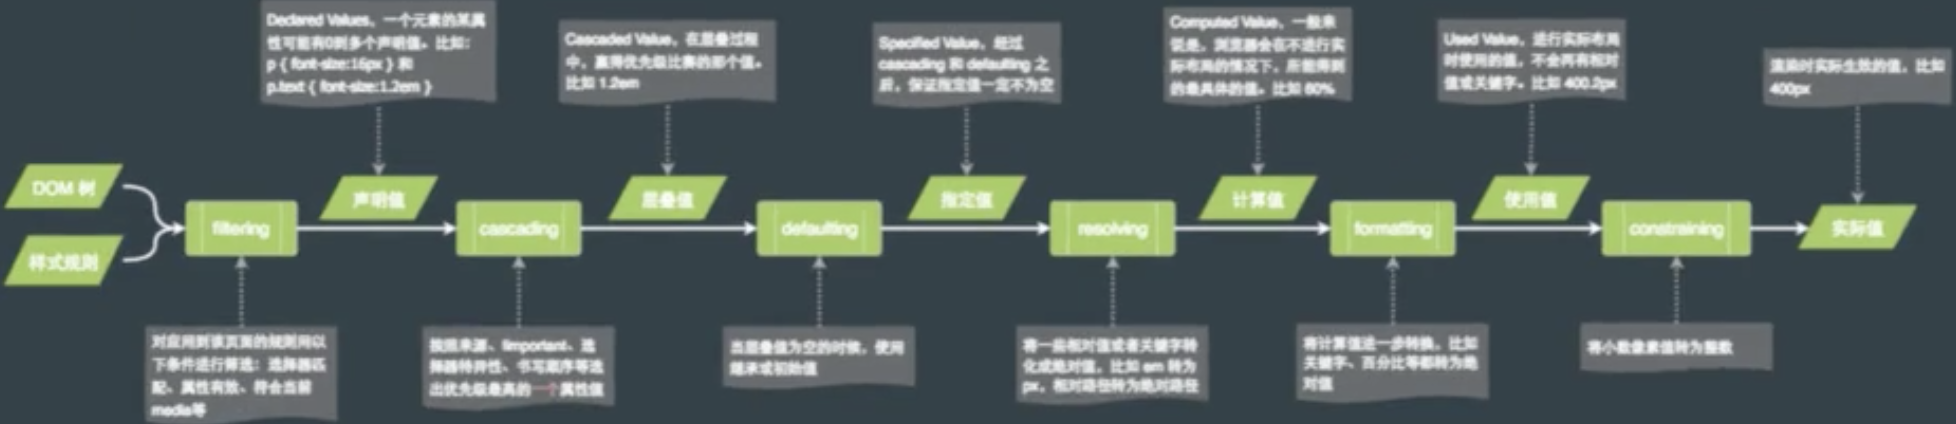 Declared Values，一个元素的某属
性可能有0到多个声明值。比如：
p { font-size:16px } 和
p.text { font-size:1.2em }
Cascaded Value，在层叠过程
中，赢得优先级比赛的那个值。
比如 1.2em
Specified Value，经过
cascading 和 defaulting 之
后，保证指定值一定不为空
Computed Value，一般来
说是，浏览器会在不进行实
际布局的情况下，所能得到
的最具体的值。比如 60%
Used Value，进行实际布局
时使用的值，不会再有相对
值或关键字。比如 400.2px
渲染时实际生效的值，比如
400px
DOM 树
样式规则
filtering
声明值
cascading
层叠值
defaulting
指定值
resolving
计算值
formatting
使用值
constraining
实际值
对应用到该页面的规则用以
下条件进行筛选：选择器匹
配、属性有效、符合当前
media等
按照来源、!important、选
择器特异性、书写顺序等选
出优先级最高的一个属性值
当层叠值为空的时候，使用
继承或初始值
将一些相对值或者关键字转
化成绝对值，比如 em 转为
px，相对路径转为绝对路径
将计算值进一步转换，比如
关键字、百分比等都转为绝
对值
将小数像素值转为整数